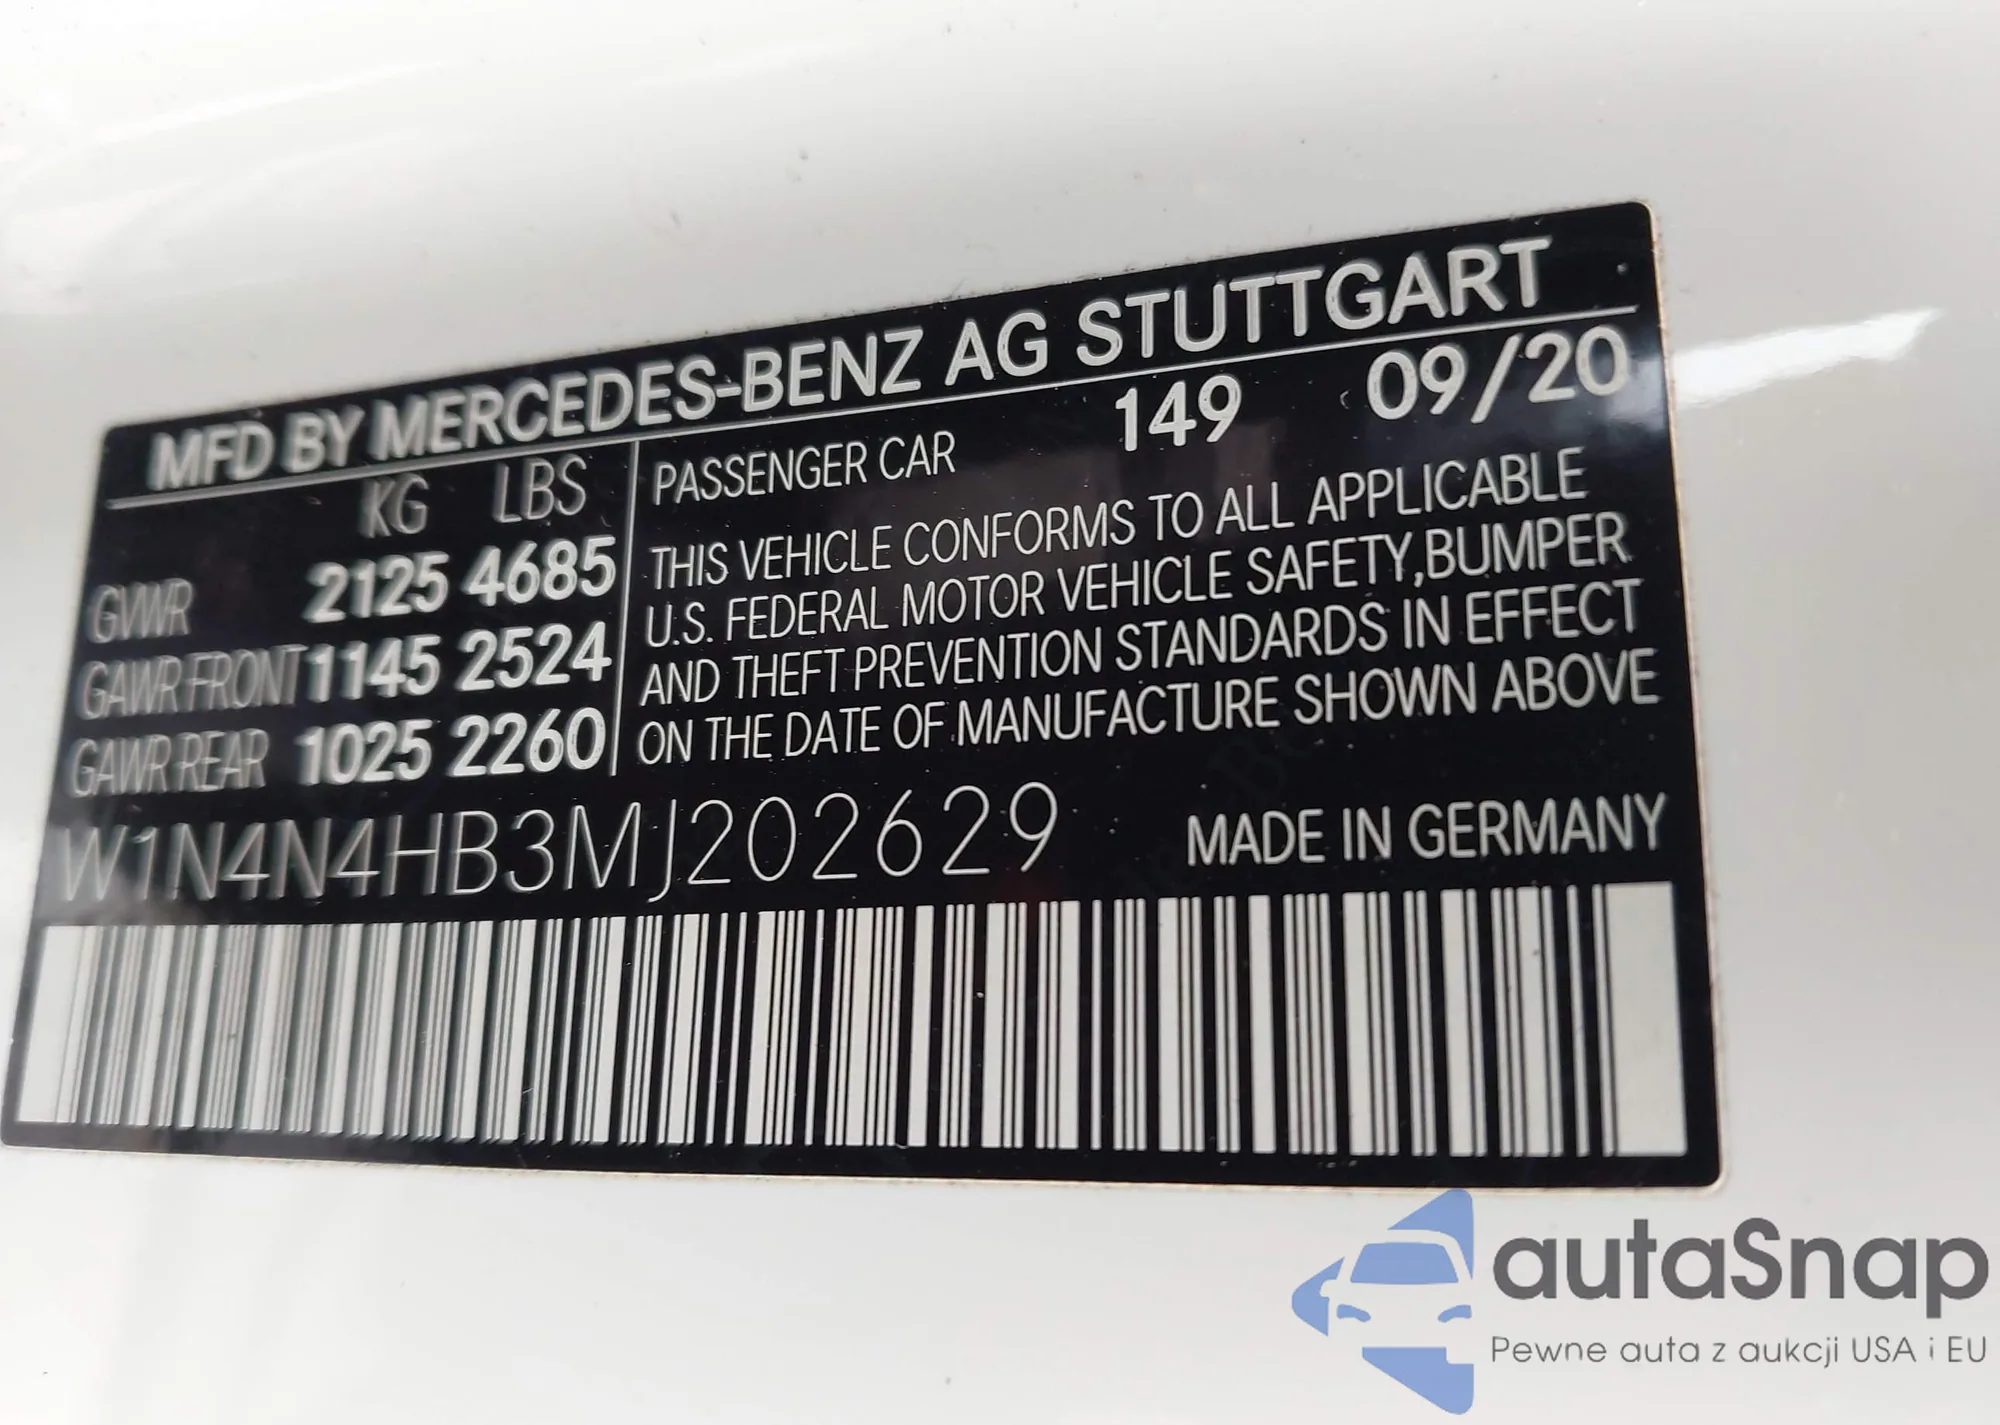 MFD BY MERCEDES-BENZ AG STUTTGART
KG LBS
GVWR 2125 4685
GAWR FRONT 1145 2524
GAWR REAR 1025 2260
PASSENGER CAR 149 09/20
THIS VEHICLE CONFORMS TO ALL APPLICABLE
U.S. FEDERAL MOTOR VEHICLE SAFETY, BUMPER
AND THEFT PREVENTION STANDARDS IN EFFECT
ON THE DATE OF MANUFACTURE SHOWN ABOVE
W1N4N4HB3MJ202629 MADE IN GERMANY
autaSnap
Pewne auta z aukcji USA i EU